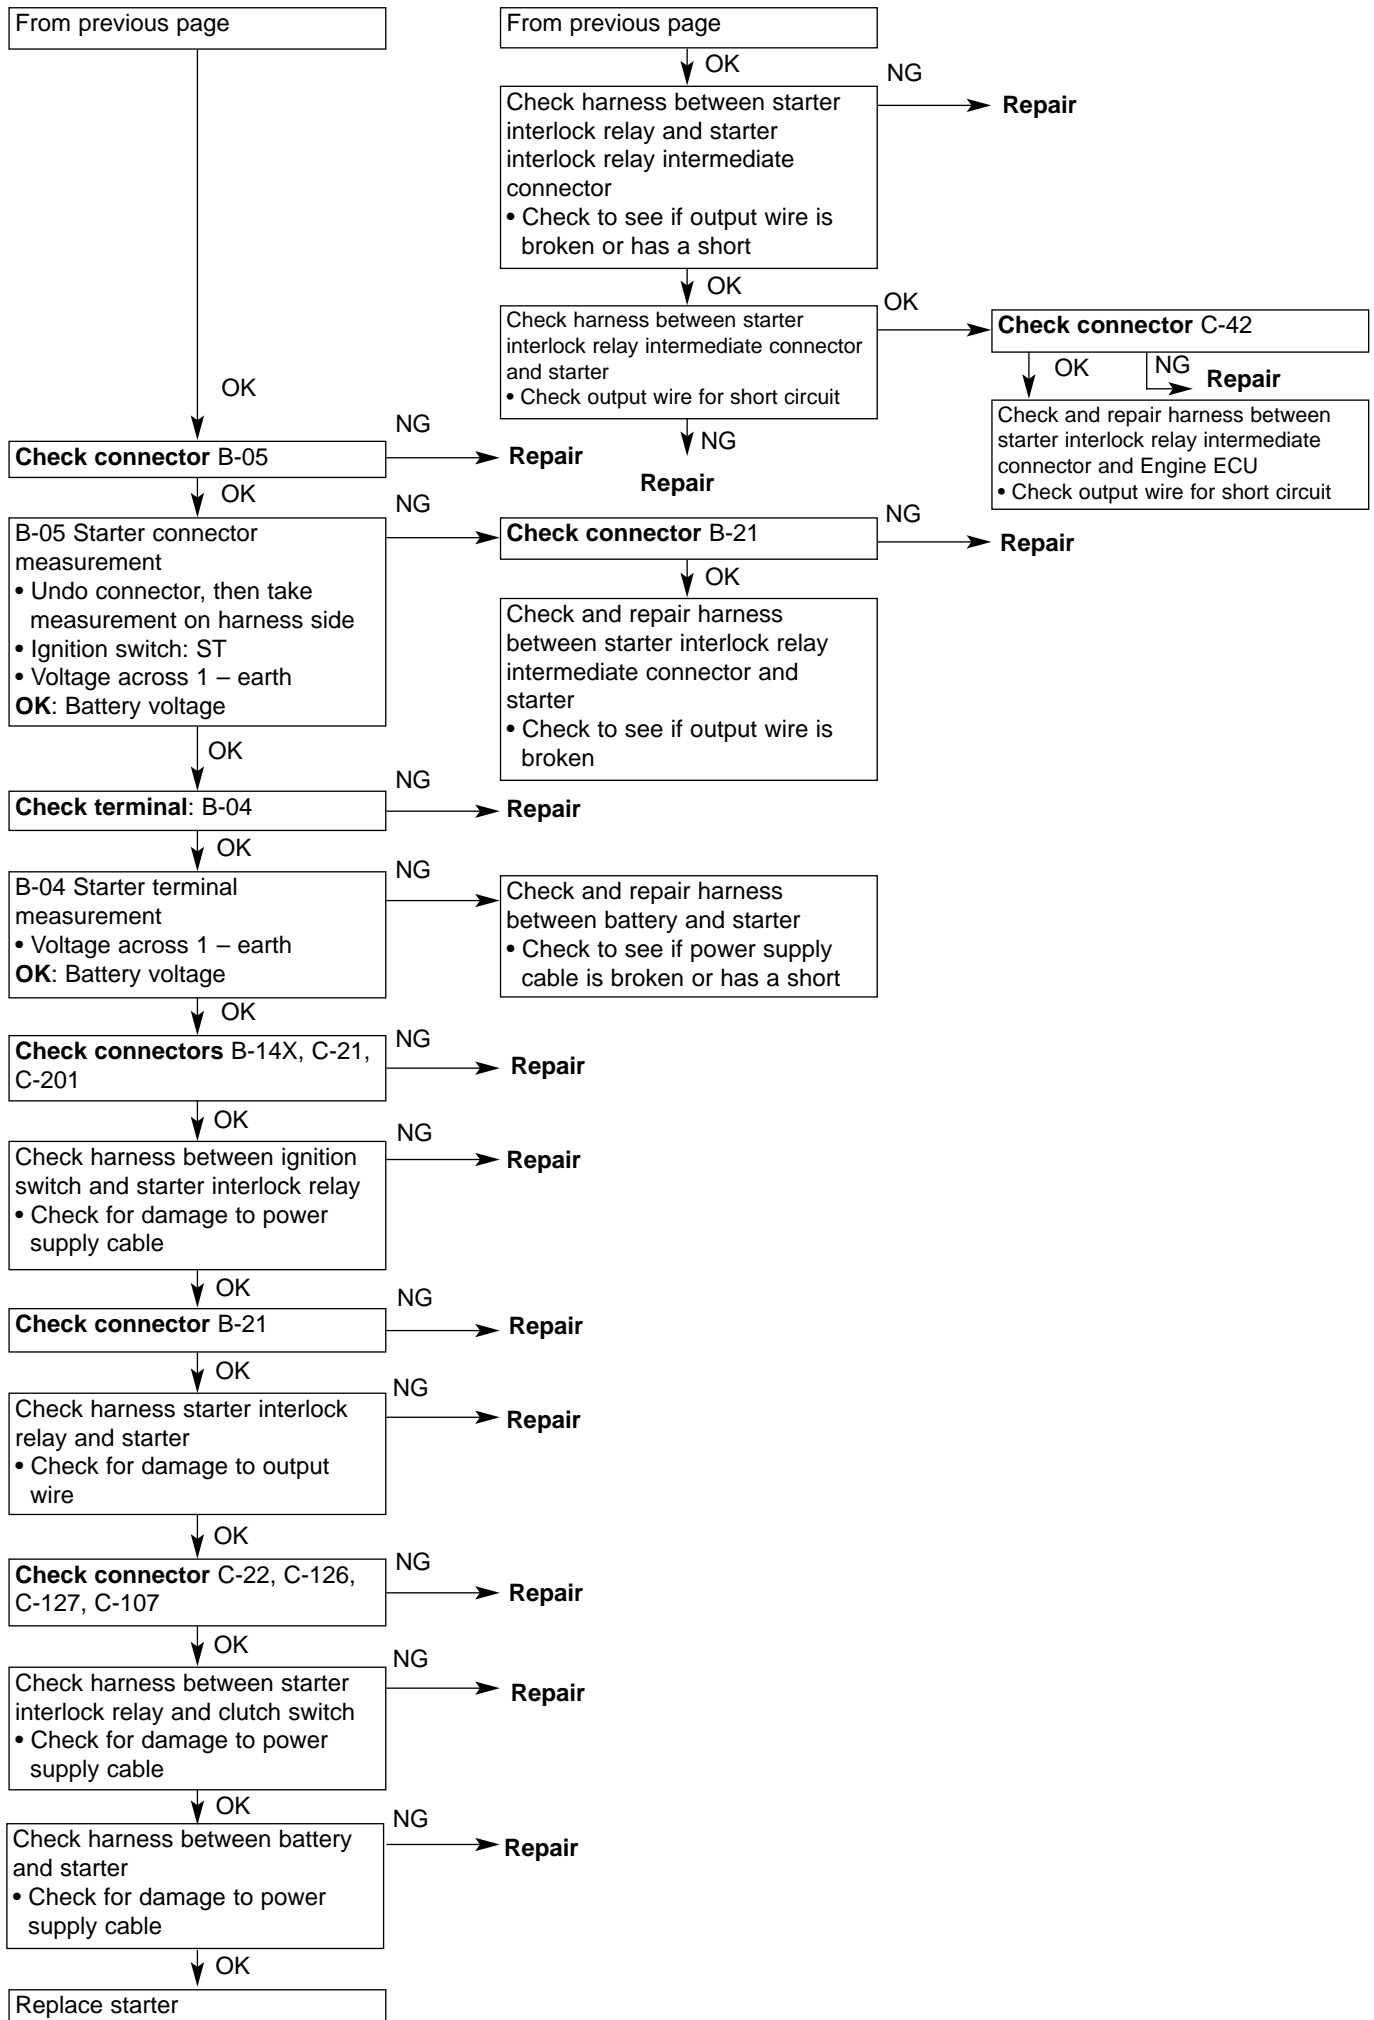 From previous page
OK
Check connector B-05
NG
Repair
OK
B-05 Starter connector
measurement
• Undo connector, then take
measurement on harness side
• Ignition switch: ST
• Voltage across 1 – earth
OK: Battery voltage
NG
Check connector B-21
NG
Repair
OK
Check and repair harness
between starter interlock relay
intermediate connector and
starter
• Check to see if output wire is
broken
OK
Check terminal: B-04
NG
Repair
OK
B-04 Starter terminal
measurement
• Voltage across 1 – earth
OK: Battery voltage
NG
Check and repair harness
between battery and starter
• Check to see if power supply
cable is broken or has a short
OK
Check connectors B-14X, C-21,
C-201
NG
Repair
OK
Check harness between ignition
switch and starter interlock relay
• Check for damage to power
supply cable
NG
Repair
OK
Check connector B-21
NG
Repair
OK
Check harness starter interlock
relay and starter
• Check for damage to output
wire
NG
Repair
OK
Check connector C-22, C-126,
C-127, C-107
NG
Repair
OK
Check harness between starter
interlock relay and clutch switch
• Check for damage to power
supply cable
NG
Repair
OK
Check harness between battery
and starter
• Check for damage to power
supply cable
NG
Repair
OK
Replace starter
From previous page
OK
Check harness between starter
interlock relay and starter
interlock relay intermediate
connector
• Check to see if output wire is
broken or has a short
NG
Repair
OK
Check harness between starter
interlock relay intermediate connector
and starter
• Check output wire for short circuit
NG
Repair
OK
Check connector C-42
NG
Repair
OK
Check and repair harness between
starter interlock relay intermediate
connector and Engine ECU
• Check output wire for short circuit